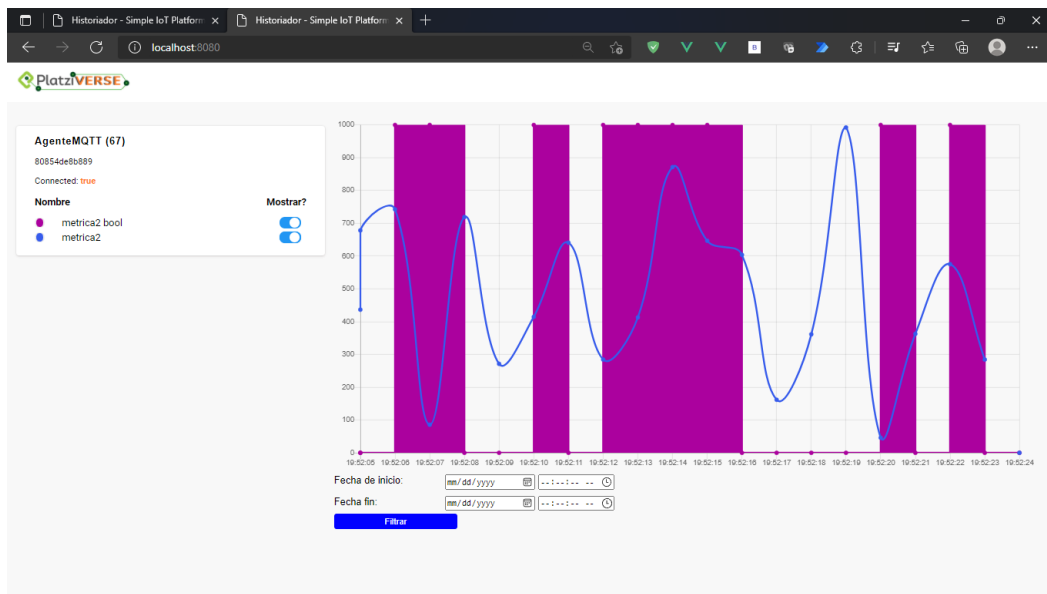 Historiador - Simple IoT Platform
Historiador - Simple IoT Platform
localhost:8080
B
PlatziVERSE
AgenteMQTT (67)
80854de8b889
Connected: true
Nombre Mostrar?
metrica2 bool
metrica2
1000
900
800
700
600
500
400
300
200
100
0
19:52:05 19:52:06 19:52:07 19:52:08 19:52:09 19:52:10 19:52:11 19:52:12 19:52:13 19:52:14 19:52:15 19:52:16 19:52:17 19:52:18 19:52:19 19:52:20 19:52:21 19:52:22 19:52:23 19:52:24
Fecha de inicio: mm/dd/yyyy --:--:-- --
Fecha fin: mm/dd/yyyy --:--:-- --
Filtrar